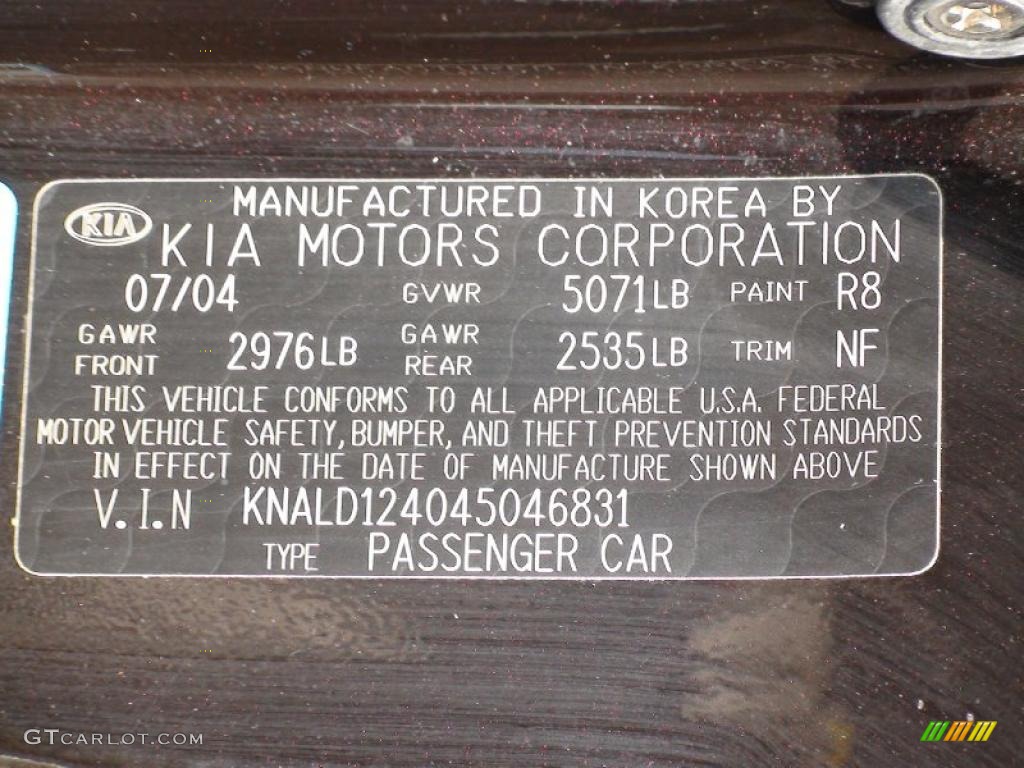 MANUFACTURED IN KOREA BY
KIA KIA MOTORS CORPORATION
07/04 GVWR 5071LB PAINT R8
GAWR FRONT 2976LB GAWR REAR 2535LB TRIM NF
THIS VEHICLE CONFORMS TO ALL APPLICABLE U.S.A. FEDERAL
MOTOR VEHICLE SAFETY, BUMPER, AND THEFT PREVENTION STANDARDS
IN EFFECT ON THE DATE OF MANUFACTURE SHOWN ABOVE
V.I.N KNALD124045046831
TYPE PASSENGER CAR
GTCARLOT.COM